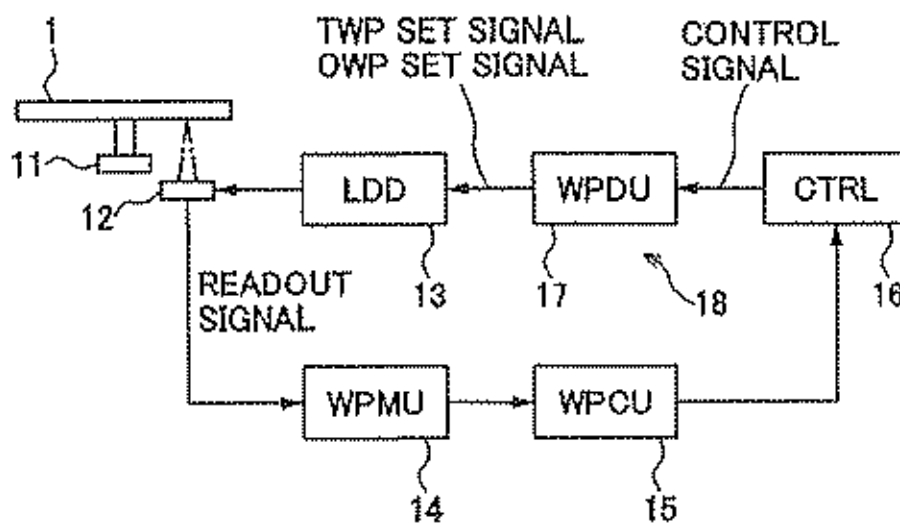 1
TWP SET SIGNAL
OWP SET SIGNAL
CONTROL
SIGNAL
11
12
LDD
WPDU
CTRL
13
17
18
16
READOUT
SIGNAL
WPMU
WPCU
14
15